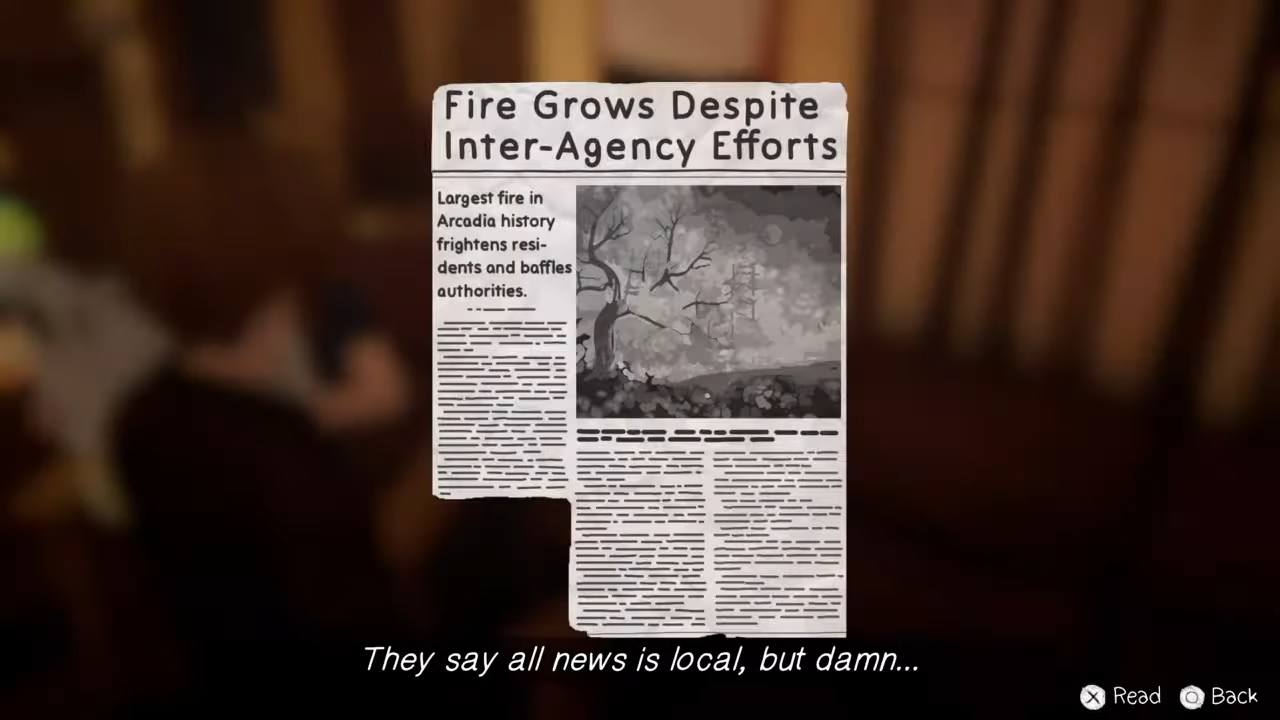 Fire Grows Despite
Inter-Agency Efforts
Largest fire in
Arcadia history
frightens resi-
dents and baffles
authorities.
They say all news is local, but damn...
Read
Back